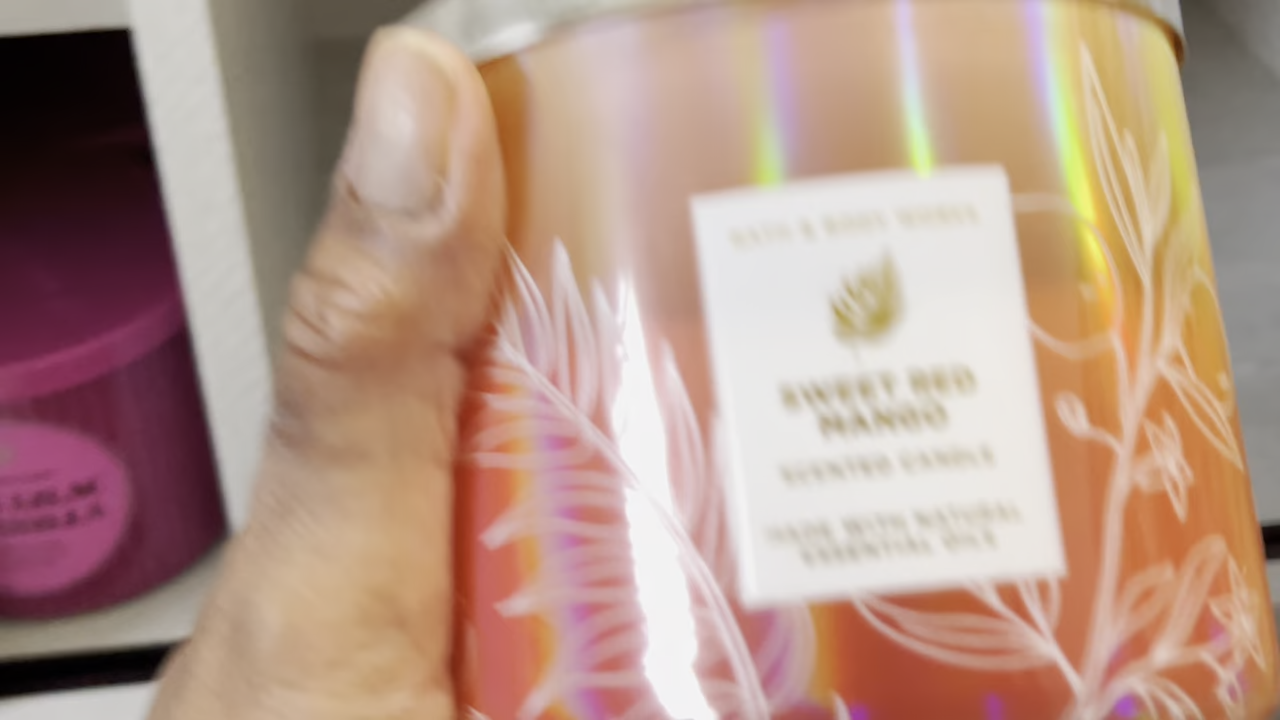 BATH & BODY WORKS
SWEET RED
MANGO
SCENTED CANDLE
MADE WITH NATURAL
ESSENTIAL OILS